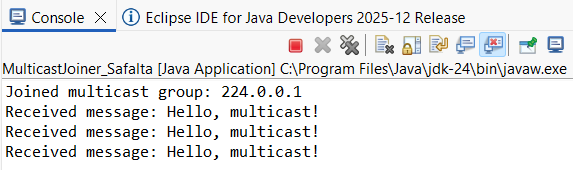 Console Eclipse IDE for Java Developers 2025-12 Release
MulticastJoiner_Safalta [Java Application] C:\Program Files\Java\jdk-24\bin\javaw.exe
Joined multicast group: 224.0.0.1
Received message: Hello, multicast!
Received message: Hello, multicast!
Received message: Hello, multicast!